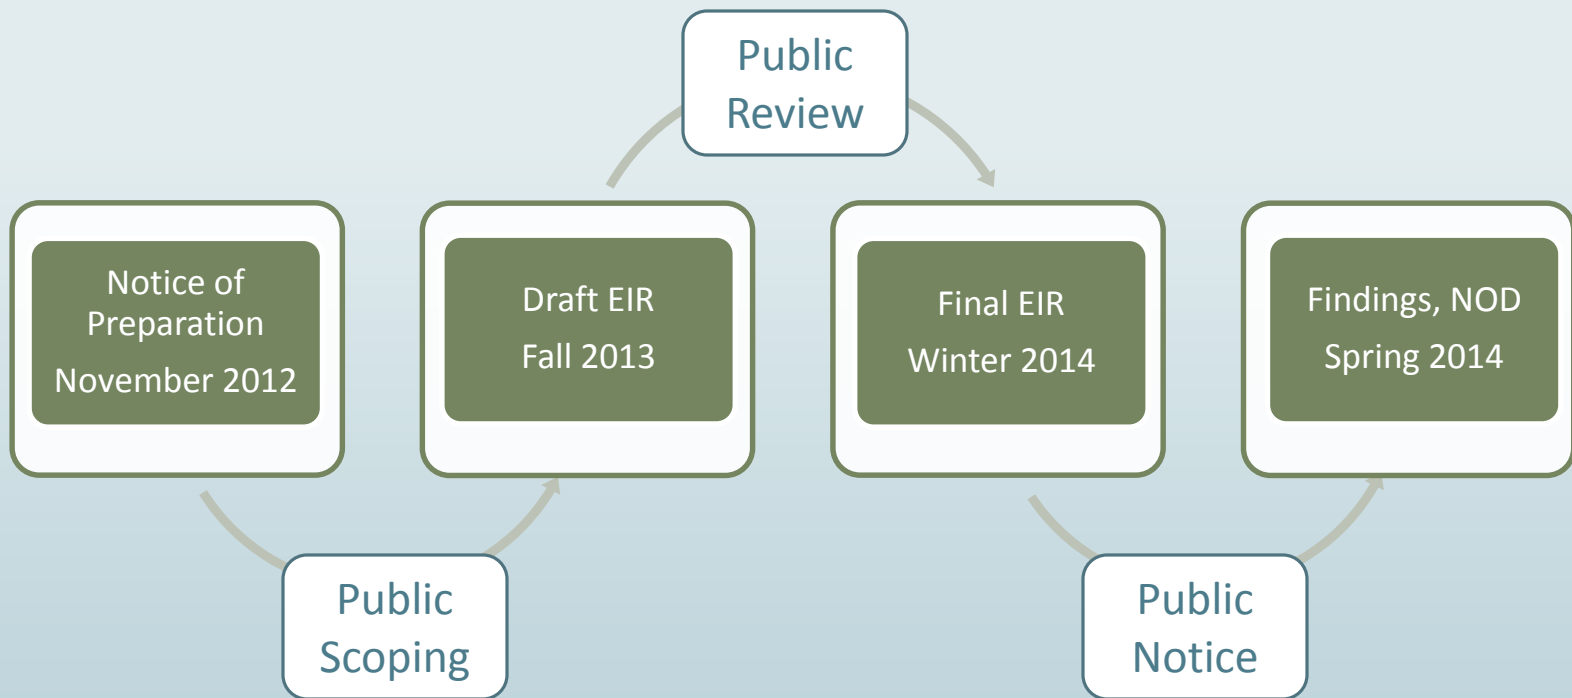 Public
Review
Notice of
Preparation
November 2012
Draft EIR
Fall 2013
Final EIR
Winter 2014
Findings, NOD
Spring 2014
Public
Scoping
Public
Notice